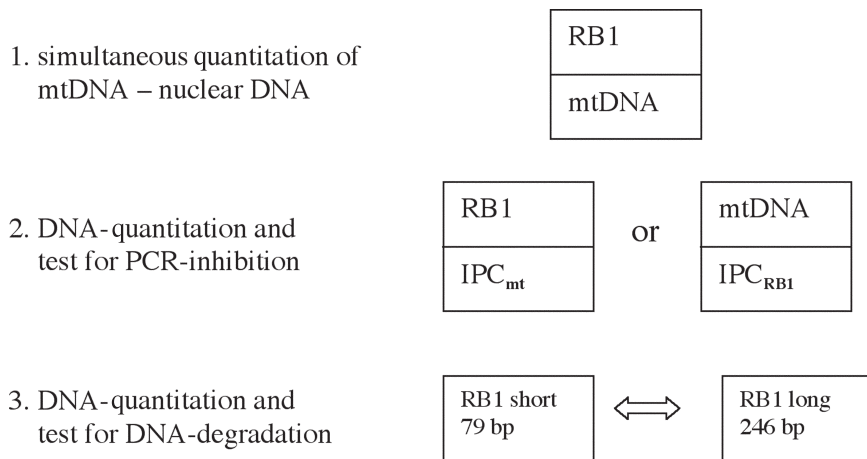 1. simultaneous quantitation of
mtDNA – nuclear DNA
RB1
mtDNA
2. DNA-quantitation and
test for PCR-inhibition
RB1
IPCmt
or
mtDNA
IPCRB1
3. DNA-quantitation and
test for DNA-degradation
RB1 short
79 bp
RB1 long
246 bp